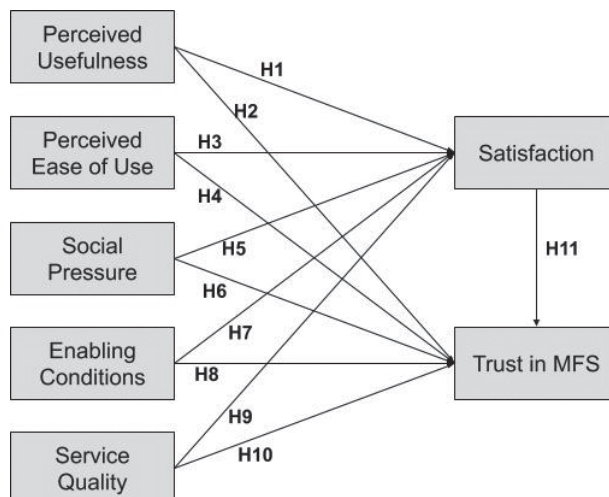 Perceived
Usefulness
H1
H2
Perceived
Ease of Use
H3
Satisfaction
H4
Social
Pressure
H5
H11
H6
Enabling
Conditions
H7
H8
Trust in MFS
H9
Service
Quality
H10